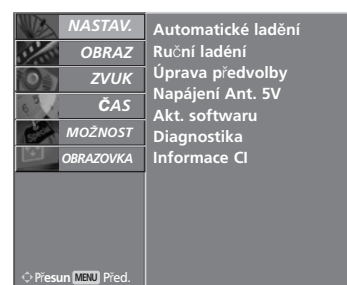 NASTAV.
OBRAZ
ZVUK
ČAS
MOŽNOST
OBRAZOVKA
Automatické ladění
Ruční ladéní
Úprava předvolby
Napájení Ant. 5V
Akt. softwaru
Diagnostika
Informace CI
Přesun MENU Před.